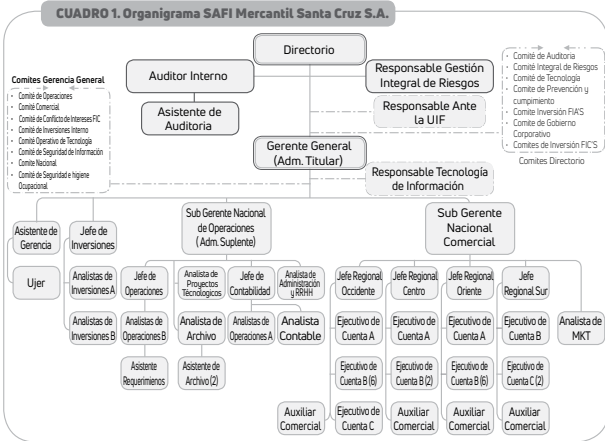 CUADRO 1. Organigrama SAFI Mercantil Santa Cruz S.A.
Directorio
Auditor Interno
Responsable Gestión
Integral de Riesgos
Asistente de
Auditoria
Responsable Ante
la UIF
Gerente General
(Adm. Titular)
Responsable Tecnología
de Información
Comites Gerencia General
• Comité de Operaciones
• Comité Comercial
• Comité de Conflicto de Intereses FIC
• Comité de Inversiones Interno
• Comité Operativo de Tecnología
• Comité de Seguridad de Información
• Comie Nacional
• Comité de Seguridad e higiene
Ocupacional
• Comité de Auditoria
• Comité Integral de Riesgos
• Comité de Tecnología
• Comite de Prevención y
cumpimiento
• Comite Inversión FIA'S
• Comite de Gobierno
Corporativo
• Comites de Inversión FIC'S
Comites Directorio
Asistente de
Gerencia
Jefe de
Inversiones
Sub Gerente Nacional
de Operaciones
( Adm. Suplente)
Sub Gerente
Nacional
Comercial
Ujer
Analistas de
Inversiones A
Jefe de
Operaciones
Analista de
Proyectos
Tecnologicos
Jefe de
Contabilidad
Analista de
Administración
y RRHH
Jefe Regional
Occidente
Jefe Regional
Centro
Jefe Regional
Oriente
Jefe
Regional Sur
Analistas de
Inversiones B
Analistas de
Operaciones B
Analista de
Archivo
Analistas de
Operaciones A
Analista
Contable
Ejecutivo de
Cuenta A
Ejecutivo de
Cuenta A
Ejecutivo de
Cuenta A
Ejecutivo de
Cuenta B
Analista de
MKT
Asistente
Requerimienos
Asistente de
Archivo (2)
Ejecutivo de
Cuenta B (6)
Ejecutivo de
Cuenta B (2)
Ejecutivo de
Cuenta B (6)
Ejecutivo de
Cuenta C (2)
Auxiliar
Comercial
Ejecutivo de
Cuenta C
Auxiliar
Comercial
Auxiliar
Comercial
Auxiliar
Comercial